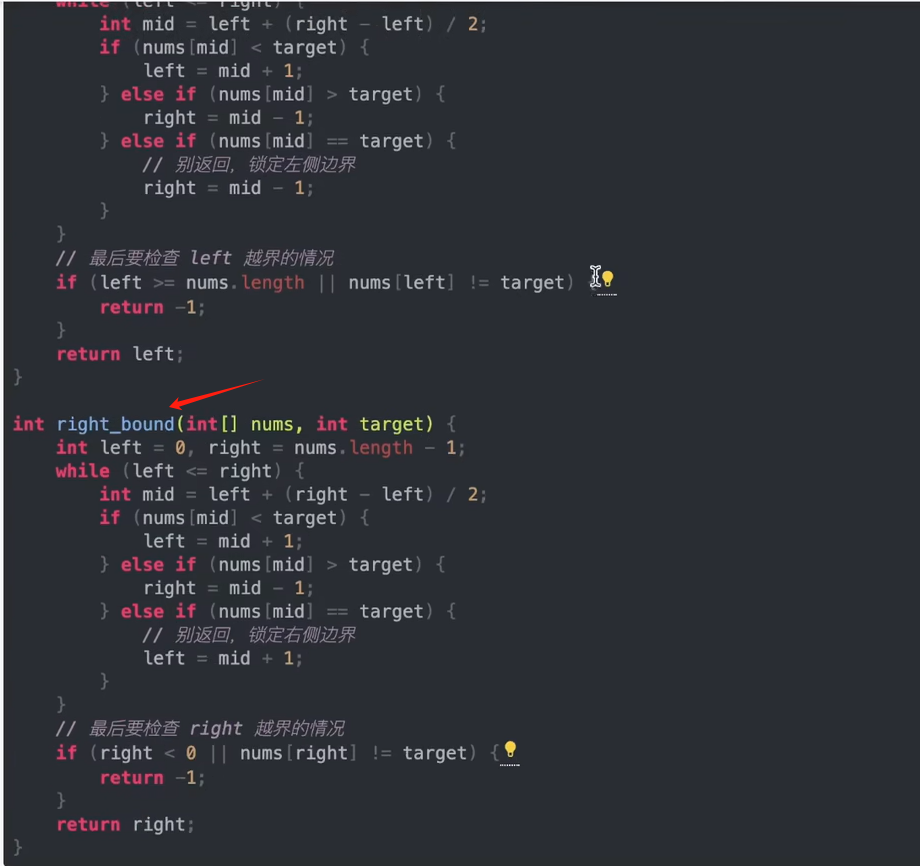 while (left <= right) {
int mid = left + (right - left) / 2;
if (nums[mid] < target) {
left = mid + 1;
} else if (nums[mid] > target) {
right = mid - 1;
} else if (nums[mid] == target) {
// 别返回, 锁定左侧边界
right = mid - 1;
}
}
// 最后要检查 left 越界的情况
if (left >= nums.length || nums[left] != target) {
return -1;
}
return left;
}
int right_bound(int[] nums, int target) {
int left = 0, right = nums.length - 1;
while (left <= right) {
int mid = left + (right - left) / 2;
if (nums[mid] < target) {
left = mid + 1;
} else if (nums[mid] > target) {
right = mid - 1;
} else if (nums[mid] == target) {
// 别返回, 锁定右侧边界
left = mid + 1;
}
}
// 最后要检查 right 越界的情况
if (right < 0 || nums[right] != target) {
return -1;
}
return right;
}